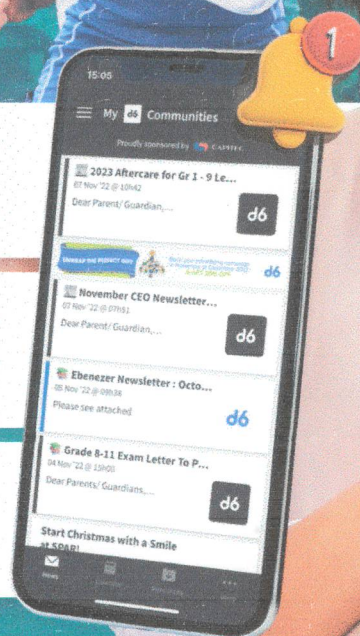 1
15:05
My d6 Communities
Proudly sponsored by CAPITEC
2023 Aftercare for Gr 1 - 9 Le...
07 Nov '22 @ 10h42
Dear Parent/ Guardian,...
d6
d6
November CEO Newsletter...
07 Nov '22 @ 07h51
Dear Parent/ Guardian,...
d6
Ebenezer Newsletter : Octo...
05 Nov '22 @ 08h38
Please see attached
d6
Grade 8-11 Exam Letter To P...
04 Nov '22 @ 15h00
Dear Parents/ Guardians,...
d6
Start Christmas with a Smile
at SPAR!
News